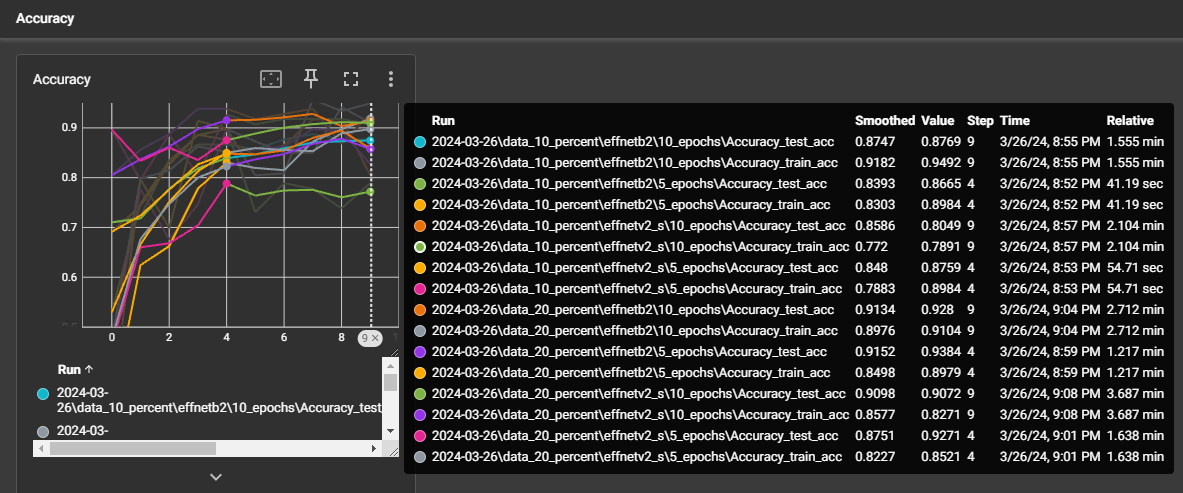 Accuracy
Accuracy
0.9
0.8
0.7
0.6
0.5
0 2 4 6 8 9 ×
Run ↑
2024-03-
26\data_10_percent\effnetb2\10_epochs\Accuracy_test
2024-03-
Run Smoothed Value Step Time Relative
2024-03-26\data_10_percent\effnetb2\10_epochs\Accuracy_test_acc 0.8747 0.8769 9 3/26/24, 8:55 PM 1.555 min
2024-03-26\data_10_percent\effnetb2\10_epochs\Accuracy_train_acc 0.9182 0.9492 9 3/26/24, 8:55 PM 1.555 min
2024-03-26\data_10_percent\effnetb2\5_epochs\Accuracy_test_acc 0.8393 0.8665 4 3/26/24, 8:52 PM 41.19 sec
2024-03-26\data_10_percent\effnetb2\5_epochs\Accuracy_train_acc 0.8303 0.8984 4 3/26/24, 8:52 PM 41.19 sec
2024-03-26\data_10_percent\effnetv2_s\10_epochs\Accuracy_test_acc 0.8586 0.8049 9 3/26/24, 8:57 PM 2.104 min
2024-03-26\data_10_percent\effnetv2_s\10_epochs\Accuracy_train_acc 0.772 0.7891 9 3/26/24, 8:57 PM 2.104 min
2024-03-26\data_10_percent\effnetv2_s\5_epochs\Accuracy_test_acc 0.848 0.8759 4 3/26/24, 8:53 PM 54.71 sec
2024-03-26\data_10_percent\effnetv2_s\5_epochs\Accuracy_train_acc 0.7883 0.8984 4 3/26/24, 8:53 PM 54.71 sec
2024-03-26\data_20_percent\effnetb2\10_epochs\Accuracy_test_acc 0.9134 0.928 9 3/26/24, 9:04 PM 2.712 min
2024-03-26\data_20_percent\effnetb2\10_epochs\Accuracy_train_acc 0.8976 0.9104 9 3/26/24, 9:04 PM 2.712 min
2024-03-26\data_20_percent\effnetb2\5_epochs\Accuracy_test_acc 0.9152 0.9384 4 3/26/24, 8:59 PM 1.217 min
2024-03-26\data_20_percent\effnetb2\5_epochs\Accuracy_train_acc 0.8498 0.8979 4 3/26/24, 8:59 PM 1.217 min
2024-03-26\data_20_percent\effnetv2_s\10_epochs\Accuracy_test_acc 0.9098 0.9072 9 3/26/24, 9:08 PM 3.687 min
2024-03-26\data_20_percent\effnetv2_s\10_epochs\Accuracy_train_acc 0.8577 0.8271 9 3/26/24, 9:08 PM 3.687 min
2024-03-26\data_20_percent\effnetv2_s\5_epochs\Accuracy_test_acc 0.8751 0.9271 4 3/26/24, 9:01 PM 1.638 min
2024-03-26\data_20_percent\effnetv2_s\5_epochs\Accuracy_train_acc 0.8227 0.8521 4 3/26/24, 9:01 PM 1.638 min